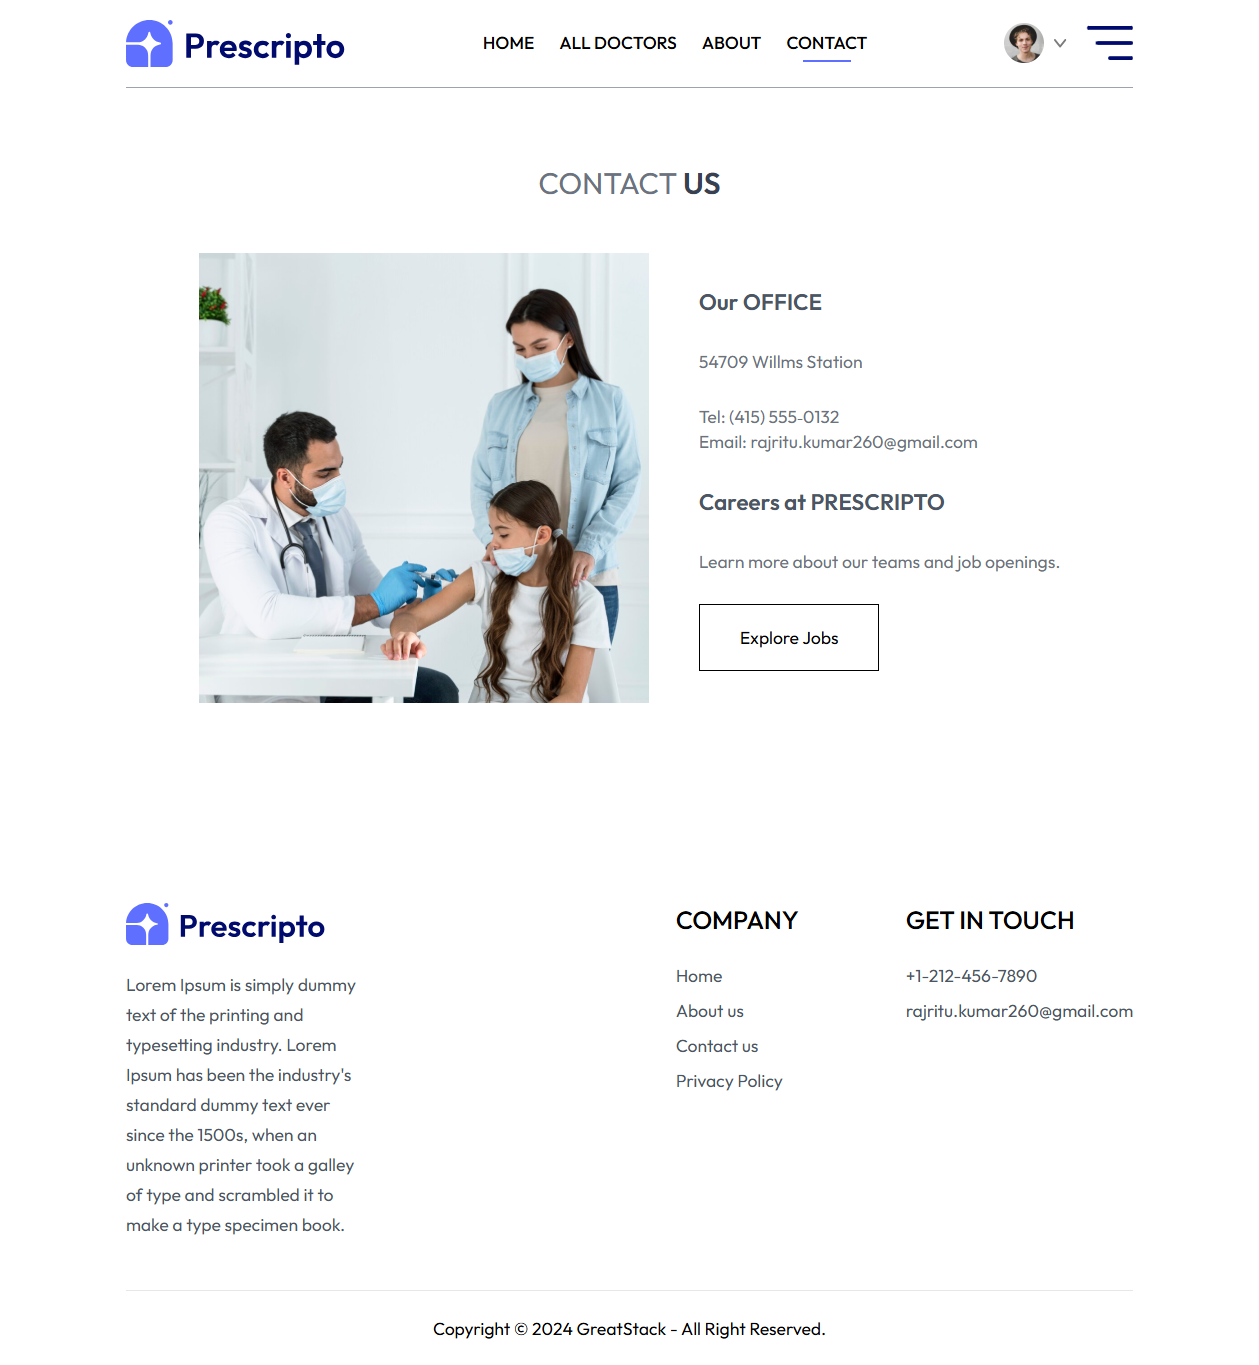 Prescripto
HOME
ALL DOCTORS
ABOUT
CONTACT
CONTACT US
Our OFFICE
54709 Willms Station
Tel: (415) 555-0132
Email: rajritu.kumar260@gmail.com
Careers at PRESCRIPTO
Learn more about our teams and job openings.
Explore Jobs
Prescripto
Lorem Ipsum is simply dummy
text of the printing and
typesetting industry. Lorem
Ipsum has been the industry's
standard dummy text ever
since the 1500s, when an
unknown printer took a galley
of type and scrambled it to
make a type specimen book.
COMPANY
Home
About us
Contact us
Privacy Policy
GET IN TOUCH
+1-212-456-7890
rajritu.kumar260@gmail.com
Copyright © 2024 GreatStack - All Right Reserved.